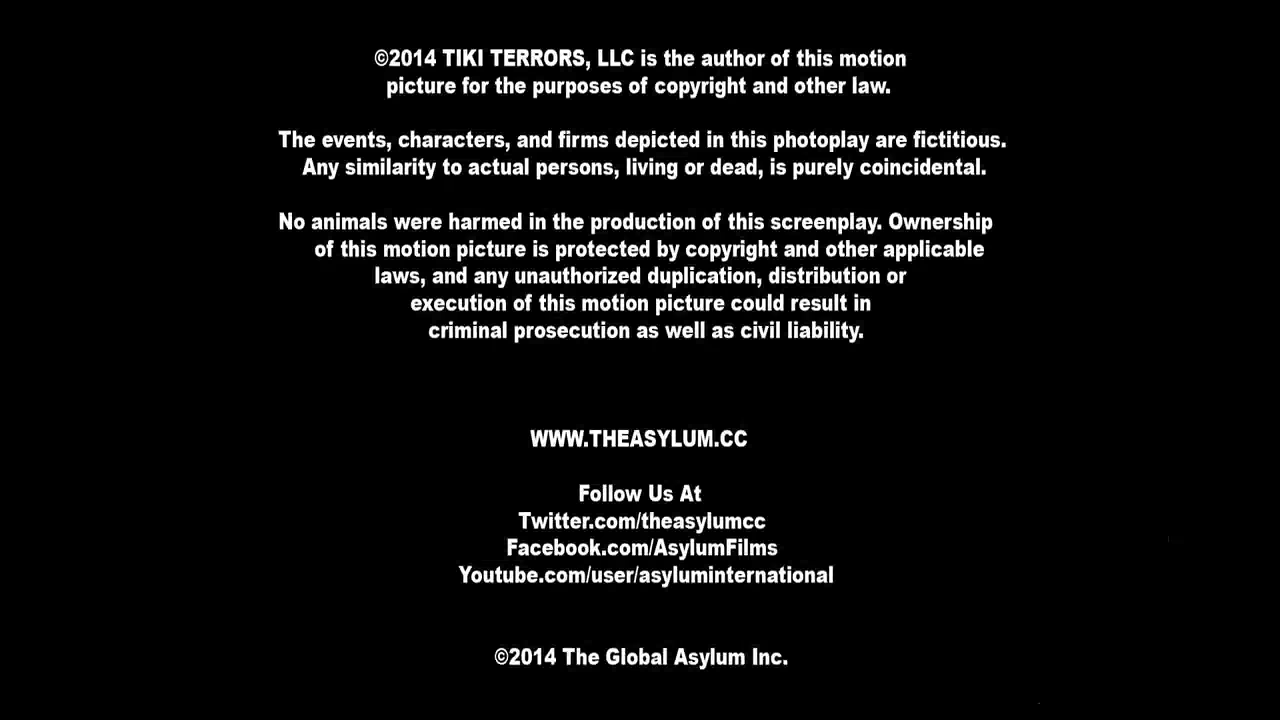 ©2014 TIKI TERRORS, LLC is the author of this motion
picture for the purposes of copyright and other law.
The events, characters, and firms depicted in this photoplay are fictitious.
Any similarity to actual persons, living or dead, is purely coincidental.
No animals were harmed in the production of this screenplay. Ownership
of this motion picture is protected by copyright and other applicable
laws, and any unauthorized duplication, distribution or
execution of this motion picture could result in
criminal prosecution as well as civil liability.
WWW.THEASYLUM.CC
Follow Us At
Twitter.com/theasylumcc
Facebook.com/AsylumFilms
Youtube.com/user/asyluminternational
©2014 The Global Asylum Inc.